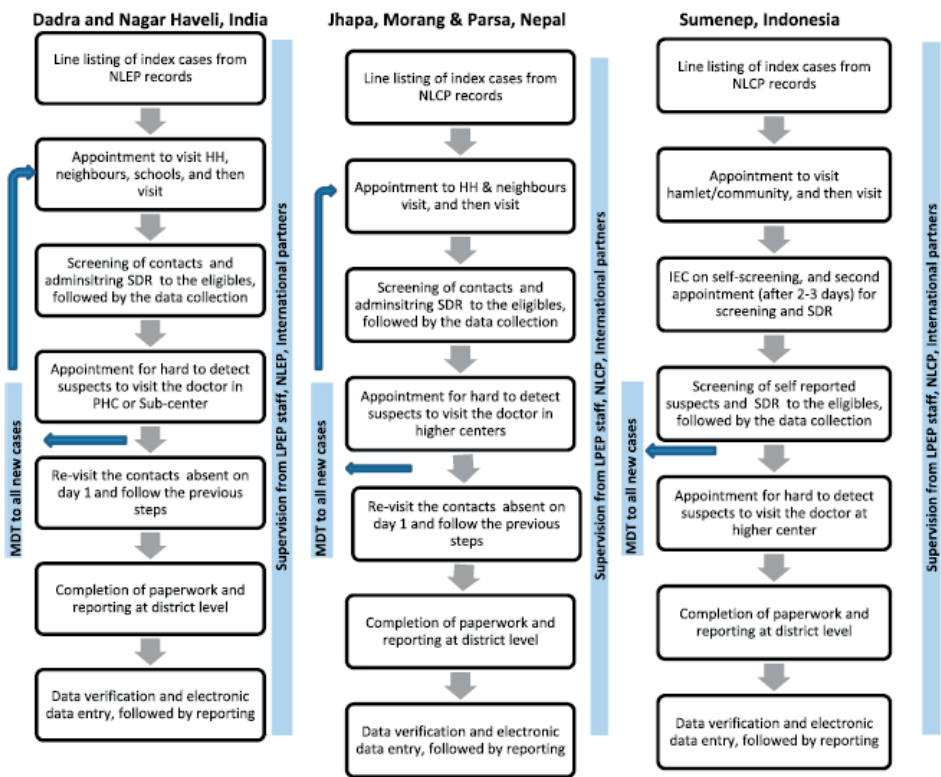 Dadra and Nagar Haveli, India
Line listing of index cases from
NLEP records
Appointment to visit HH,
neighbours, schools, and then
visit
Screening of contacts and
adminsitring SDR to the eligibles,
followed by the data collection
Appointment for hard to detect
suspects to visit the doctor in
PHC or Sub-center
Re-visit the contacts absent on
day 1 and follow the previous
steps
Completion of paperwork and
reporting at district level
Data verification and electronic
data entry, followed by reporting
MDT to all new cases
Supervision from LPEP staff, NLEP, International partners
Jhapa, Morang & Parsa, Nepal
Line listing of index cases from
NLCP records
Appointment to HH & neighbours
visit, and then visit
Screening of contacts and
adminsitring SDR to the eligibles,
followed by the data collection
Appointment for hard to detect
suspects to visit the doctor in
higher centers
Re-visit the contacts absent on
day 1 and follow the previous
steps
Completion of paperwork and
reporting at district level
Data verification and electronic
data entry, followed by reporting
MDT to all new cases
Supervision from LPEP staff, NLCP, International partners
Sumenep, Indonesia
Line listing of index cases from
NLCP records
Appointment to visit
hamlet/community, and then visit
IEC on self-screening, and second
appointment (after 2-3 days) for
screening and SDR
Screening of self reported
suspects and SDR to the eligibles,
followed by the data collection
Appointment for hard to detect
suspects to visit the doctor at
higher center
Completion of paperwork and
reporting at district level
Data verification and electronic
data entry, followed by reporting
MDT to all new cases
Supervision from LPEP staff, NLCP, International partners